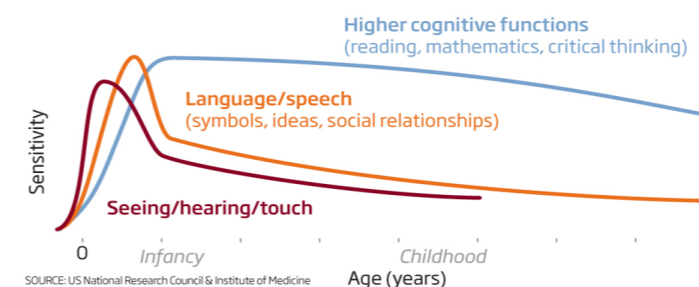 Higher cognitive functions
(reading, mathematics, critical thinking)
Language/speech
(symbols, ideas, social relationships)
Sensitivity
Seeing/hearing/touch
0
Infancy
Childhood
SOURCE: US National Research Council & Institute of Medicine
Age (years)